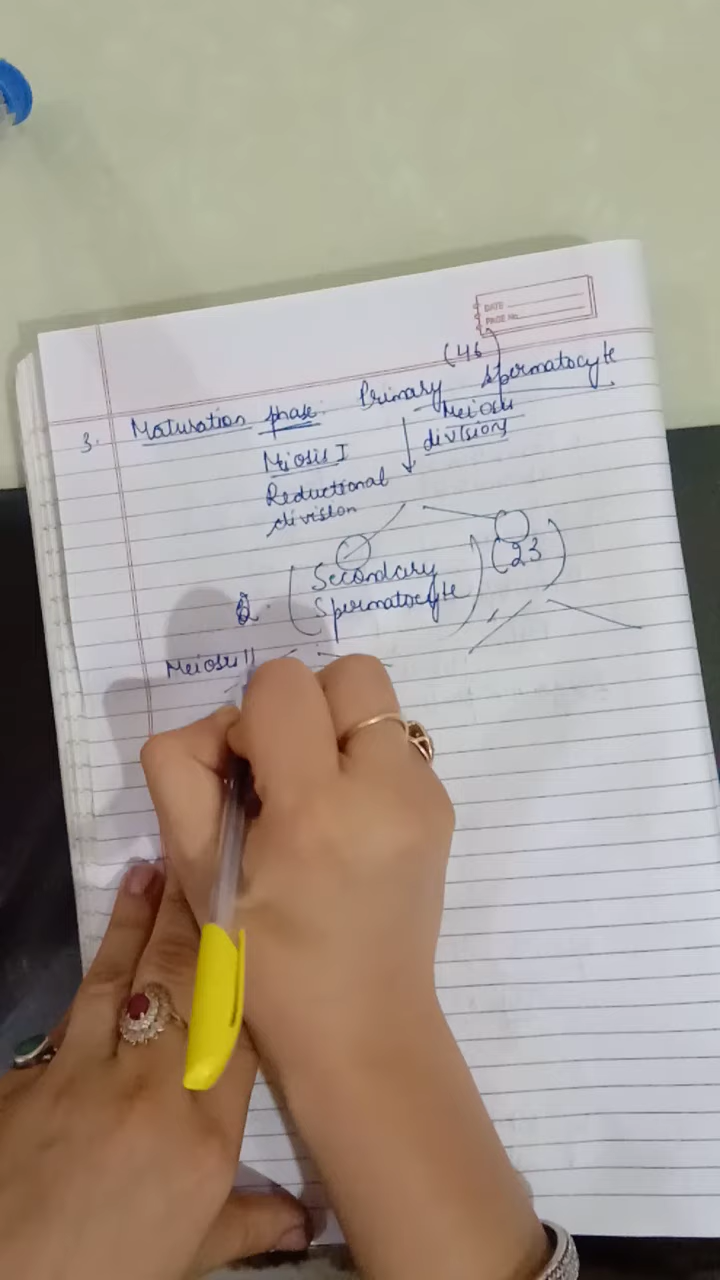 DATE
PAGE No.
(46)
3. Maturation phase: Primary spermatocyte
Miosis I
Meiosis
division
Reductional
division
(Secondary
Spermatocyte)
(23)
2.
Meiosis II